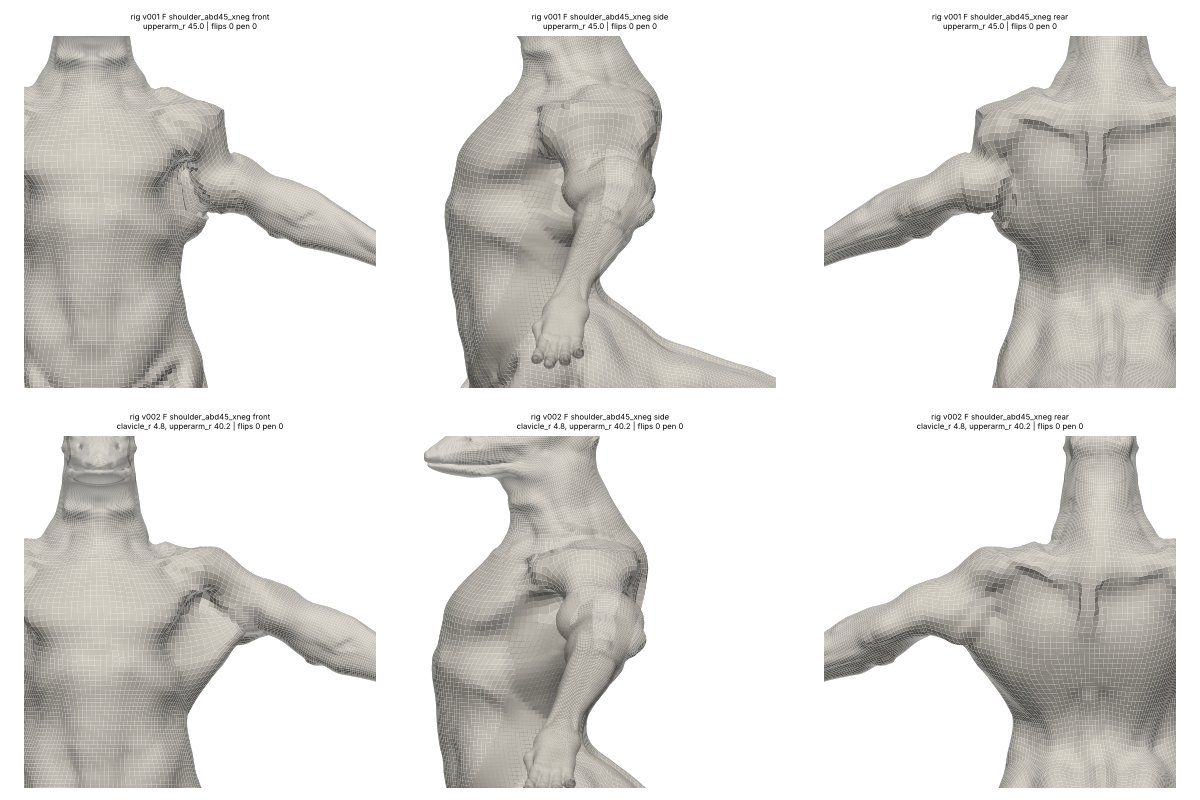 rig v001 F shoulder_abd45_xneg front
upperarm_r 45.0 | flips 0 pen 0
rig v001 F shoulder_abd45_xneg side
upperarm_r 45.0 | flips 0 pen 0
rig v001 F shoulder_abd45_xneg rear
upperarm_r 45.0 | flips 0 pen 0
rig v002 F shoulder_abd45_xneg front
clavicle_r 4.8, upperarm_r 40.2 | flips 0 pen 0
rig v002 F shoulder_abd45_xneg side
clavicle_r 4.8, upperarm_r 40.2 | flips 0 pen 0
rig v002 F shoulder_abd45_xneg rear
clavicle_r 4.8, upperarm_r 40.2 | flips 0 pen 0